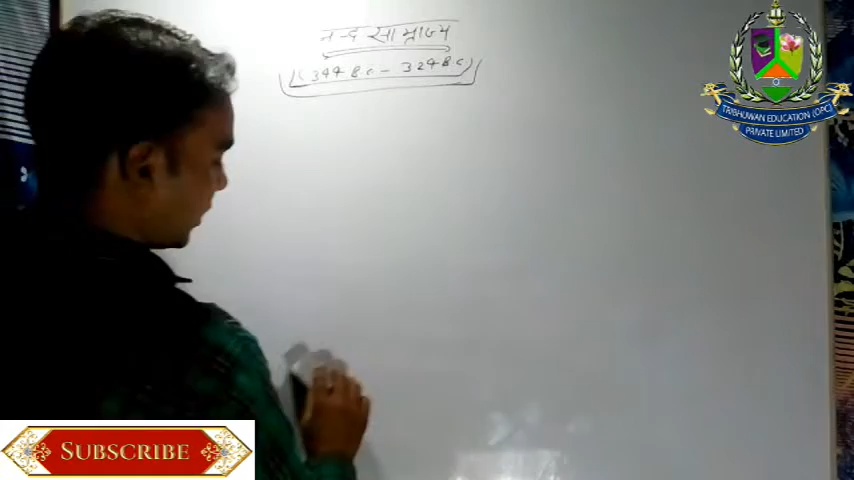 नन्द साम्राज्य
(344 BC - 324 BC)
TRIBHUWAN EDUCATION (OPC)
PRIVATE LIMITED
SUBSCRIBE